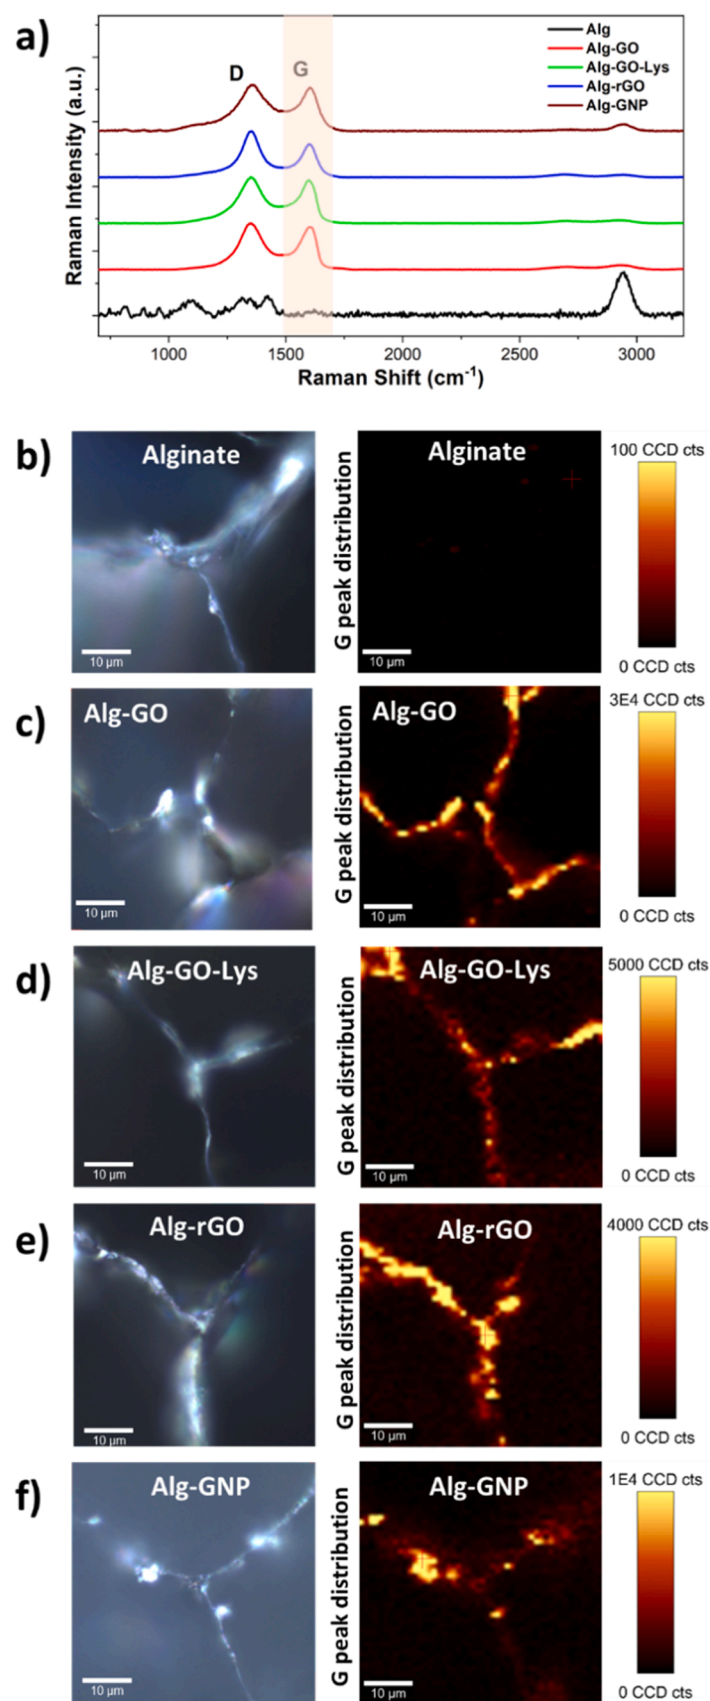 a)
D
G
Alg
Alg-GO
Alg-GO-Lys
Alg-rGO
Alg-GNP
Raman Intensity (a.u.)
1000
1500
2000
2500
3000
Raman Shift (cm⁻¹)
b)
Alginate
10 µm
G peak distribution
Alginate
10 µm
100 CCD cts
0 CCD cts
c)
Alg-GO
10 µm
G peak distribution
Alg-GO
10 µm
3E4 CCD cts
0 CCD cts
d)
Alg-GO-Lys
10 µm
G peak distribution
Alg-GO-Lys
10 µm
5000 CCD cts
0 CCD cts
e)
Alg-rGO
10 µm
G peak distribution
Alg-rGO
10 µm
4000 CCD cts
0 CCD cts
f)
Alg-GNP
10 µm
G peak distribution
Alg-GNP
10 µm
1E4 CCD cts
0 CCD cts